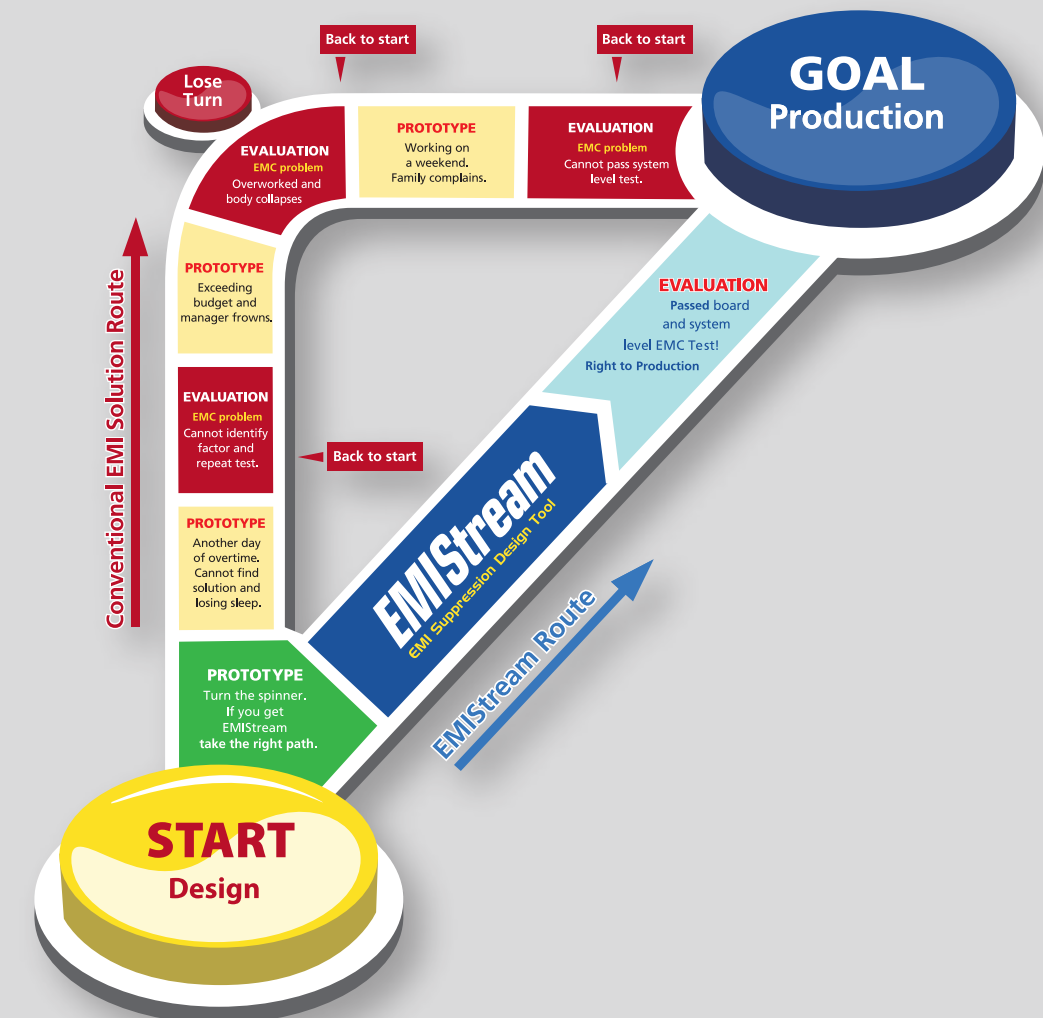 Back to start
Back to start
Lose
Turn
GOAL
Production
EVALUATION
EMC problem
Overworked and
body collapses
PROTOTYPE
Working on
a weekend.
Family complains.
EVALUATION
EMC problem
Cannot pass system
level test.
PROTOTYPE
Exceeding
budget and
manager frowns.
EVALUATION
Passed board
and system
level EMC Test!
Right to Production
Conventional EMI Solution Route
EVALUATION
EMC problem
Cannot identify
factor and
repeat test.
Back to start
EMIStream
EMI Suppression Design Tool
PROTOTYPE
Another day
of overtime.
Cannot find
solution and
losing sleep.
EMIStream Route
PROTOTYPE
Turn the spinner.
If you get
EMIStream
take the right path.
START
Design